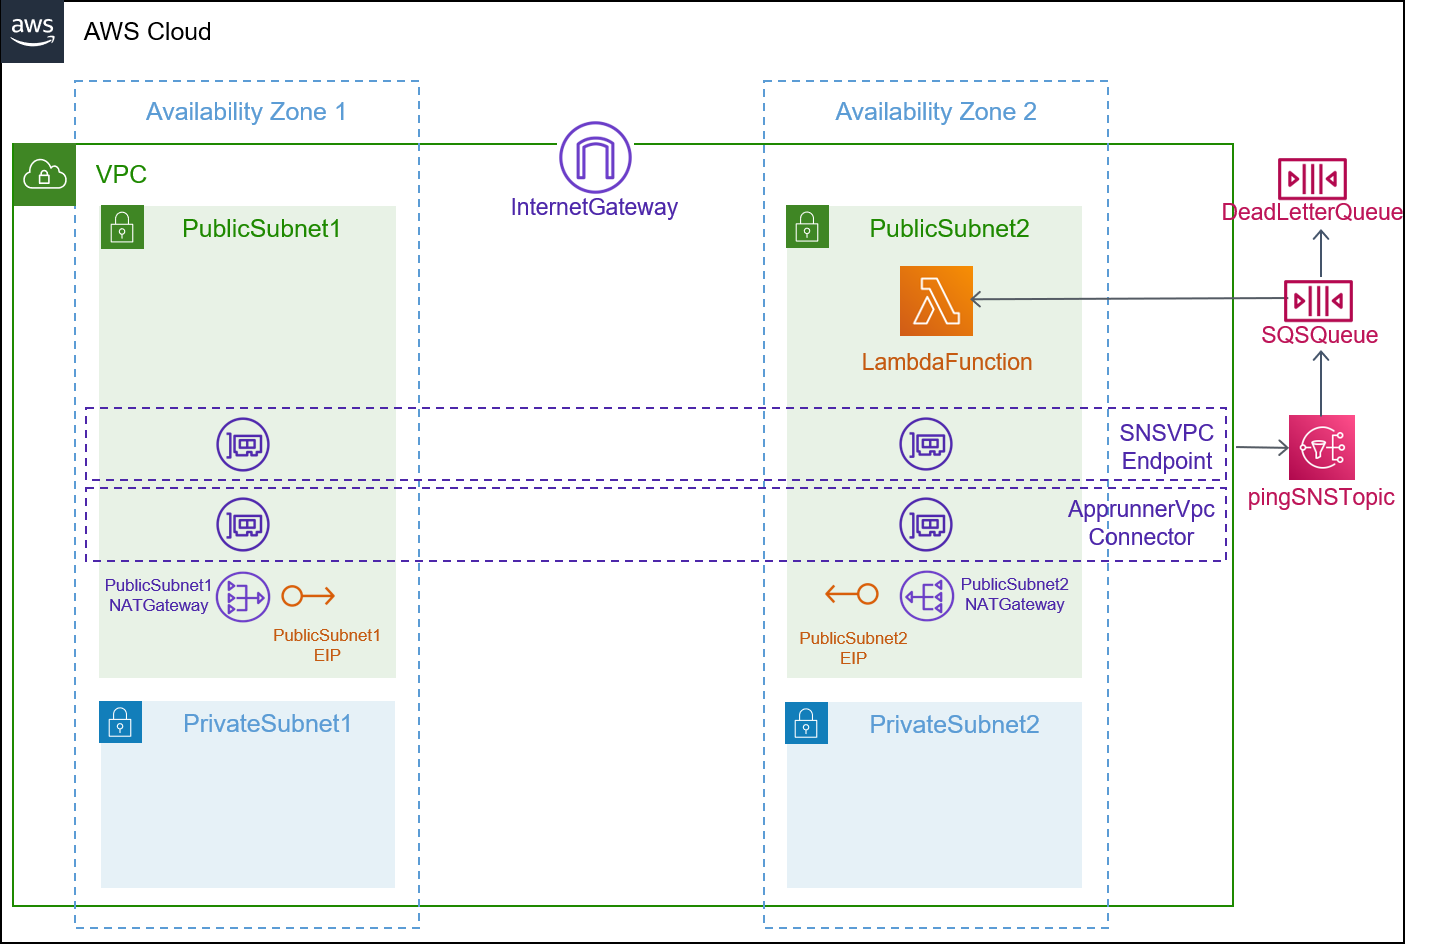 aws
AWS Cloud
Availability Zone 1
Availability Zone 2
VPC
InternetGateway
DeadLetterQueue
PublicSubnet1
PublicSubnet2
LambdaFunction
SQSQueue
SNSVPC
Endpoint
pingSNSTopic
ApprunnerVpc
Connector
PublicSubnet1
NATGateway
PublicSubnet1
EIP
PublicSubnet2
EIP
PublicSubnet2
NATGateway
PrivateSubnet1
PrivateSubnet2